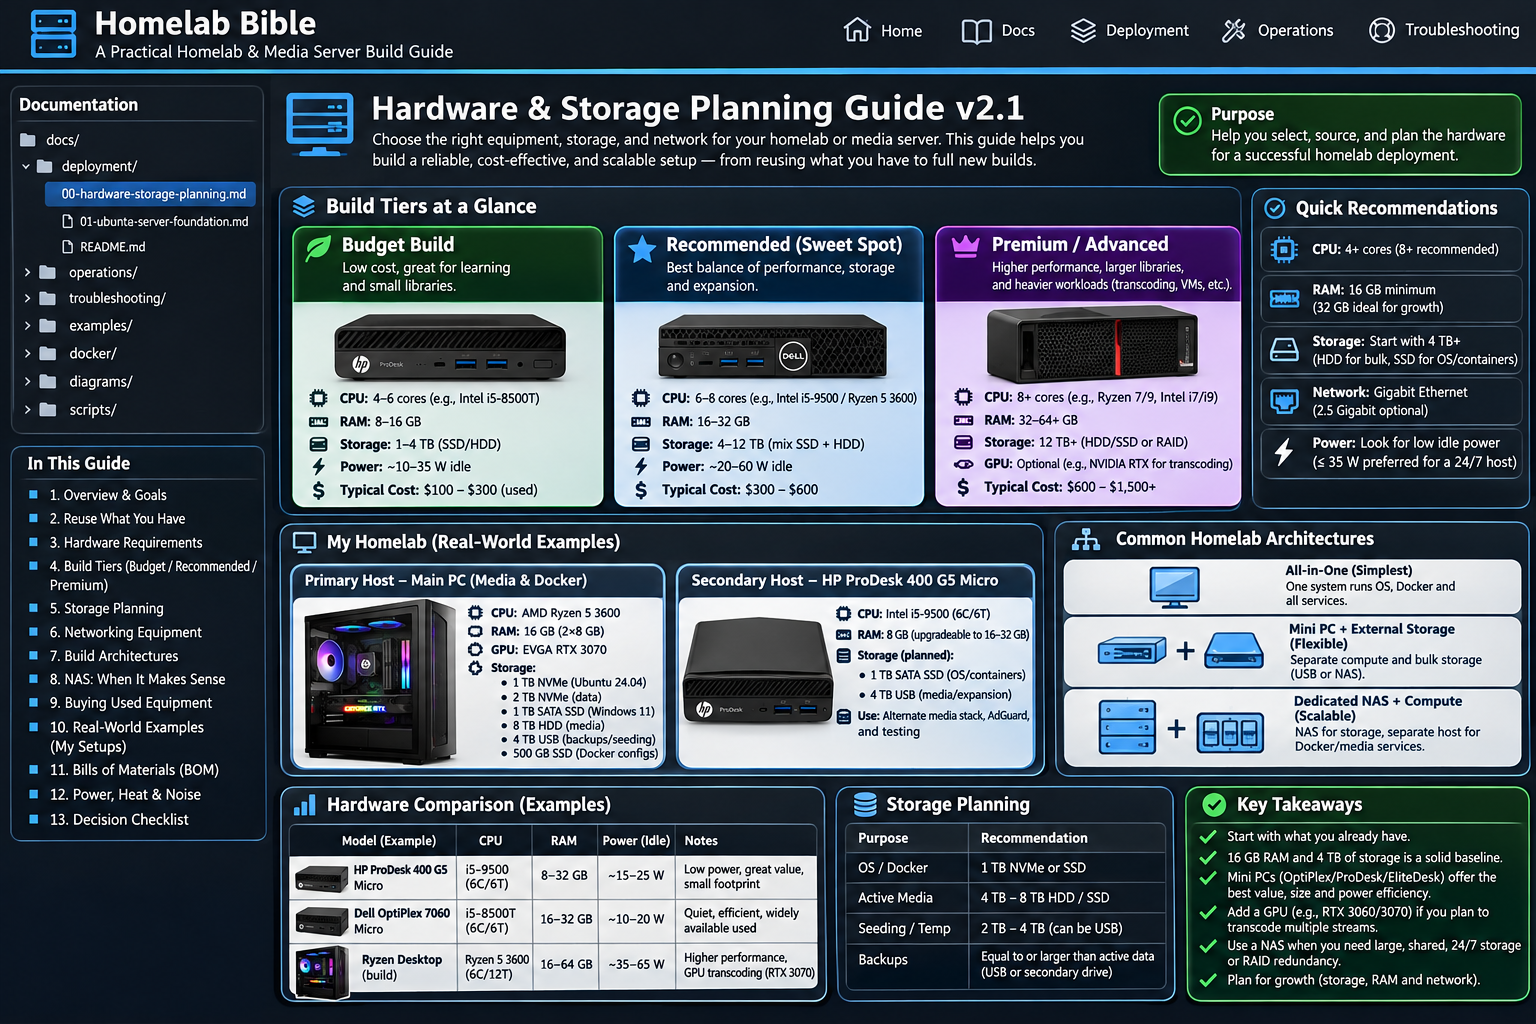 Homelab Bible
A Practical Homelab & Media Server Build Guide
Home
Docs
Deployment
Operations
Troubleshooting
Documentation
docs/
deployment/
00-hardware-storage-planning.md
01-ubunte-server-foundation.md
README.md
operations/
troubleshooting/
examples/
docker/
diagrams/
scripts/
In This Guide
1. Overview & Goals
2. Reuse What You Have
3. Hardware Requirements
4. Build Tiers (Budget / Recommended /
Premium)
5. Storage Planning
6. Networking Equipment
7. Build Architectures
8. NAS: When It Makes Sense
9. Buying Used Equipment
10. Real-World Examples
(My Setups)
11. Bills of Materials (BOM)
12. Power, Heat & Noise
13. Decision Checklist
Hardware & Storage Planning Guide v2.1
Choose the right equipment, storage, and network for your homelab or media server. This guide helps you
build a reliable, cost-effective, and scalable setup — from reusing what you have to full new builds.
Purpose
Help you select, source, and plan the hardware
for a successful homelab deployment.
Build Tiers at a Glance
Budget Build
Low cost, great for learning
and small libraries.
hp
ProDesk
CPU: 4–6 cores (e.g., Intel i5-8500T)
RAM: 8–16 GB
Storage: 1–4 TB (SSD/HDD)
Power: ~10–35 W idle
Typical Cost: $100 – $300 (used)
Recommended (Sweet Spot)
Best balance of performance, storage
and expansion.
DELL
CPU: 6–8 cores (e.g., Intel i5-9500 / Ryzen 5 3600)
RAM: 16–32 GB
Storage: 4–12 TB (mix SSD + HDD)
Power: ~20–60 W idle
Typical Cost: $300 – $600
Premium / Advanced
Higher performance, larger libraries,
and heavier workloads (transcoding, VMs, etc.).
CPU: 8+ cores (e.g., Ryzen 7/9, Intel i7/i9)
RAM: 32–64+ GB
Storage: 12 TB+ (HDD/SSD or RAID)
GPU: Optional (e.g., NVIDIA RTX for transcoding)
Typical Cost: $600 – $1,500+
Quick Recommendations
CPU: 4+ cores (8+ recommended)
RAM: 16 GB minimum
(32 GB ideal for growth)
Storage: Start with 4 TB+
(HDD for bulk, SSD for OS/containers)
Network: Gigabit Ethernet
(2.5 Gigabit optional)
Power: Look for low idle power
(≤ 35 W preferred for a 24/7 host)
My Homelab (Real-World Examples)
Primary Host – Main PC (Media & Docker)
GEFORCE RTX
CPU: AMD Ryzen 5 3600
RAM: 16 GB (2×8 GB)
GPU: EVGA RTX 3070
Storage:
• 1 TB NVMe (Ubuntu 24.04)
• 2 TB NVMe (data)
• 1 TB SATA SSD (Windows 11)
• 8 TB HDD (media)
• 4 TB USB (backups/seeding)
• 500 GB SSD (Docker configs)
Secondary Host – HP ProDesk 400 G5 Micro
hp
ProDesk
CPU: Intel i5-9500 (6C/6T)
RAM: 8 GB (upgradeable to 16–32 GB)
Storage (planned):
• 1 TB SATA SSD (OS/containers)
• 4 TB USB (media/expansion)
Use: Alternate media stack, AdGuard,
and testing
Common Homelab Architectures
All-in-One (Simplest)
One system runs OS, Docker and
all services.
Mini PC + External Storage
(Flexible)
Separate compute and bulk storage
(USB or NAS).
Dedicated NAS + Compute
(Scalable)
NAS for storage, separate host for
Docker/media services.
Hardware Comparison (Examples)
Model (Example) CPU RAM Power (Idle) Notes
HP ProDesk 400 G5 Micro i5-9500 (6C/6T) 8–32 GB ~15–25 W Low power, great value, small footprint
Dell OptiPlex 7060 Micro i5-8500T (6C/6T) 16–32 GB ~10–20 W Quiet, efficient, widely available used
Ryzen Desktop (build) Ryzen 5 3600 (6C/12T) 16–64 GB ~35–65 W Higher performance, GPU transcoding (RTX 3070)
Storage Planning
Purpose Recommendation
OS / Docker 1 TB NVMe or SSD
Active Media 4 TB – 8 TB HDD / SSD
Seeding / Temp 2 TB – 4 TB (can be USB)
Backups Equal to or larger than active data (USB or secondary drive)
Key Takeaways
Start with what you already have.
16 GB RAM and 4 TB of storage is a solid baseline.
Mini PCs (OptiPlex/ProDesk/EliteDesk) offer the
best value, size and power efficiency.
Add a GPU (e.g., RTX 3060/3070) if you plan to
transcode multiple streams.
Use a NAS when you need large, shared, 24/7 storage
or RAID redundancy.
Plan for growth (storage, RAM and network).